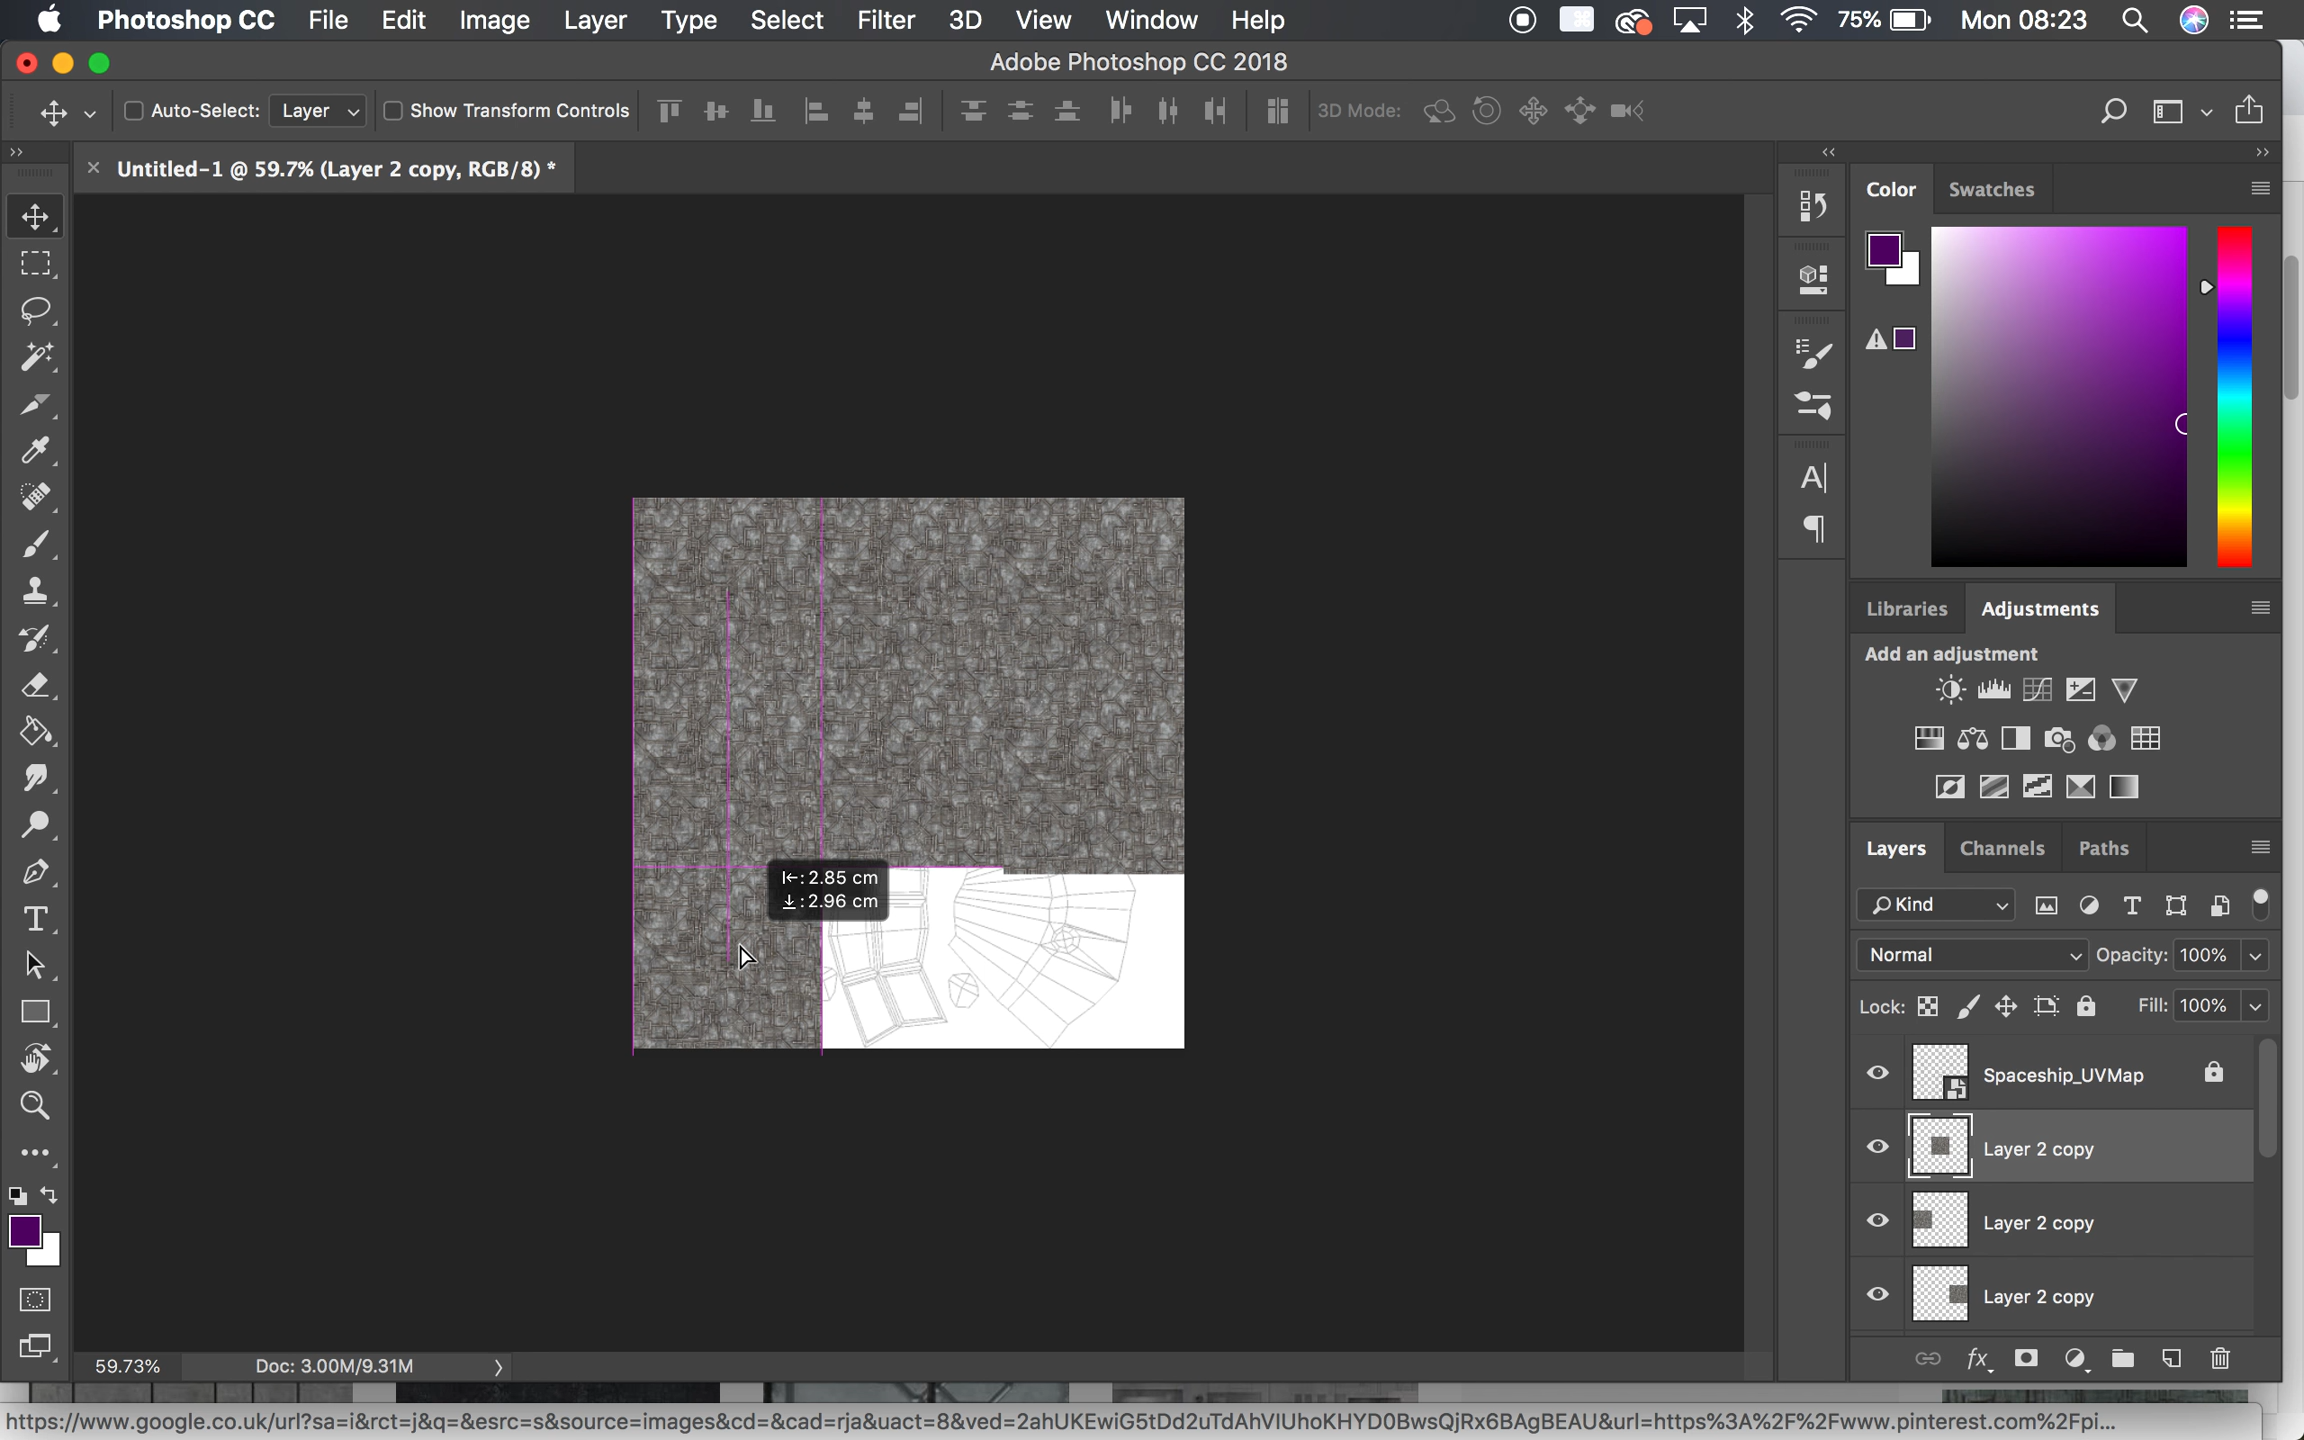 Photoshop CC File Edit Image Layer Type Select Filter 3D View Window Help 75% Mon 08:23
Adobe Photoshop CC 2018
Auto-Select: Layer Show Transform Controls 3D Mode:
Untitled-1 @ 59.7% (Layer 2 copy, RGB/8) *
Color Swatches
Libraries Adjustments
Add an adjustment
Layers Channels Paths
:2.85 cm
:2.96 cm
Kind
Normal Opacity: 100%
Lock: Fill: 100%
Spaceship_UVMap
Layer 2 copy
Layer 2 copy
Layer 2 copy
59.73% Doc: 3.00M/9.31M
https://www.google.co.uk/url?sa=i&rct=j&q=&esrc=s&source=images&cd=&cad=rja&uact=8&ved=2ahUKEwiG5tDd2uTdAhVIUhoKHYD0BwsQjRx6BAgBEAU&url=https%3A%2F%2Fwww.pinterest.com%2Fpi...